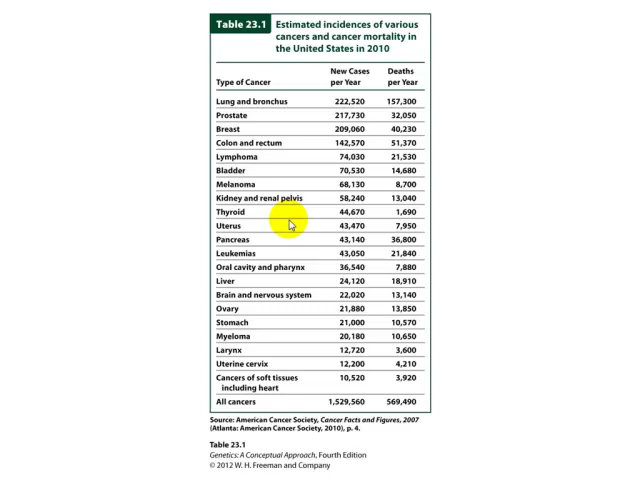 Table 23.1 Estimated incidences of various
cancers and cancer mortality in
the United States in 2010
New Cases Deaths
Type of Cancer per Year per Year
Lung and bronchus 222,520 157,300
Prostate 217,730 32,050
Breast 209,060 40,230
Colon and rectum 142,570 51,370
Lymphoma 74,030 21,530
Bladder 70,530 14,680
Melanoma 68,130 8,700
Kidney and renal pelvis 58,240 13,040
Thyroid 44,670 1,690
Uterus 43,470 7,950
Pancreas 43,140 36,800
Leukemias 43,050 21,840
Oral cavity and pharynx 36,540 7,880
Liver 24,120 18,910
Brain and nervous system 22,020 13,140
Ovary 21,880 13,850
Stomach 21,000 10,570
Myeloma 20,180 10,650
Larynx 12,720 3,600
Uterine cervix 12,200 4,210
Cancers of soft tissues 10,520 3,920
including heart
All cancers 1,529,560 569,490
Source: American Cancer Society, Cancer Facts and Figures, 2007
(Atlanta: American Cancer Society, 2010), p. 4.
Table 23.1
Genetics: A Conceptual Approach, Fourth Edition
© 2012 W. H. Freeman and Company